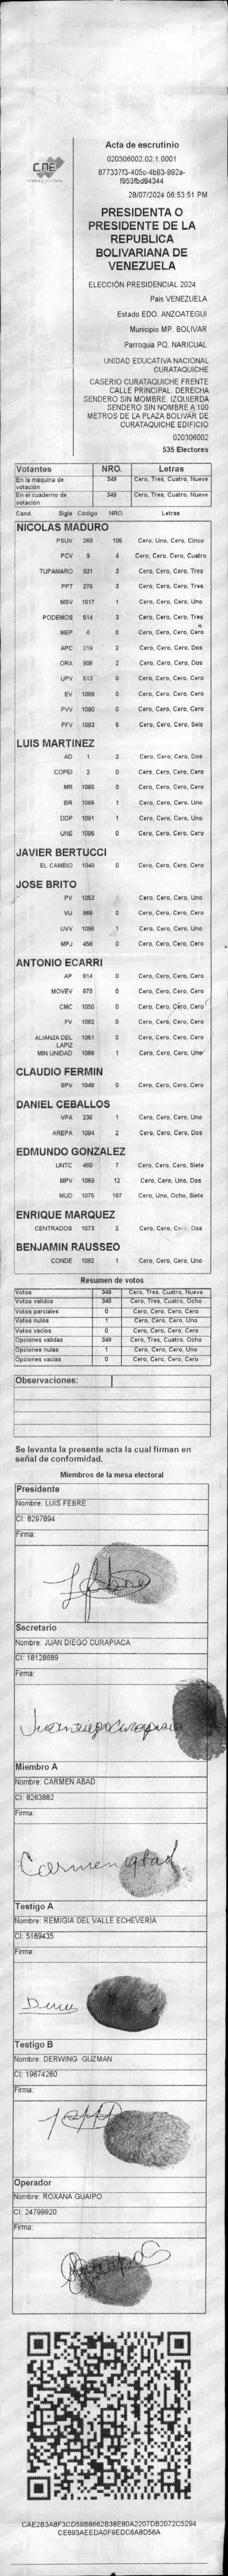 CNE
Acta de escrutinio
020306002.02.1.0001
877337f3-405c-4b93-992a-
f953fbd94344
28/07/2024 06:53:51 PM
PRESIDENTA O
PRESIDENTE DE LA
REPUBLICA
BOLIVARIANA DE
VENEZUELA
ELECCIÓN PRESIDENCIAL 2024
Pais VENEZUELA
Estado EDO. ANZOATEGUI
Municipio MP. BOLIVAR
Parroquia PQ. NARICUAL
UNIDAD EDUCATIVA NACIONAL
CURATAQUICHE
CASERIO CURATAQUICHE FRENTE
CALLE PRINCIPAL. DERECHA
SENDERO SIN MOMBRE. IZQUIERDA
SENDERO SIN NOMBRE A 100
METROS DE LA PLAZA BOLIVAR DE
CURATAQUICHE EDIFICIO
020306002
535 Electores
Votantes NRO. Letras
En la máquina de votación 349 Cero, Tres, Cuatro, Nueve
En el cuaderno de votación 349 Cero, Tres, Cuatro, Nueve
Cand. Sigla Codigo NRO. Letras
NICOLAS MADURO
PSUV 269 105 Cero, Uno, Cero, Cinco
PCV 9 4 Cero, Cero, Cero, Cuatro
TUPAMARO 931 3 Cero, Cero, Cero, Tres
PPT 276 3 Cero, Cero, Cero, Tres
MSV 1017 1 Cero, Cero, Cero, Uno
PODEMOS 514 3 Cero, Cero, Cero, Tres
MEP 6 0 Cero, Cero, Cero, Cero
APC 219 2 Cero, Cero, Cero, Dos
ORA 906 2 Cero, Cero, Cero, Dos
UPV 513 0 Cero, Cero, Cero, Cero
EV 1089 0 Cero, Cero, Cero, Cero
PVV 1090 0 Cero, Cero, Cero, Cero
PFV 1093 6 Cero, Cero, Cero, Seis
LUIS MARTINEZ
AD 1 2 Cero, Cero, Cero, Dos
COPEI 2 0 Cero, Cero, Cero, Cero
MR 1065 0 Cero, Cero, Cero, Cero
BR 1066 1 Cero, Cero, Cero, Uno
DDP 1091 1 Cero, Cero, Cero, Uno
UNE 1095 0 Cero, Cero, Cero, Cero
JAVIER BERTUCCI
EL CAMBIO 1040 0 Cero, Cero, Cero, Cero
JOSE BRITO
PV 1053 Cero, Cero, Cero, Uno
VU 868 0 Cero, Cero, Cero, Cero
UVV 1096 1 Cero, Cero, Cero, Uno
MPJ 456 0 Cero, Cero, Cero, Cero
ANTONIO ECARRI
AP 814 0 Cero, Cero, Cero, Cero
MOVEV 978 0 Cero, Cero, Cero, Cero
CMC 1050 0 Cero, Cero, Cero, Cero
FV 1062 0 Cero, Cero, Cero, Cero
ALIANZA DEL LAPIZ 1051 0 Cero, Cero, Cero, Cero
MIN UNIDAD 1068 1 Cero, Cero, Cero, Uno
CLAUDIO FERMIN
SPV 1049 0 Cero, Cero, Cero, Cero
DANIEL CEBALLOS
VPA 236 1 Cero, Cero, Cero, Uno
AREPA 1094 2 Cero, Cero, Cero, Dos
EDMUNDO GONZALEZ
UNTC 460 7 Cero, Cero, Cero, Siete
MPV 1069 12 Cero, Cero, Uno, Dos
MUD 1075 187 Cero, Uno, Ocho, Siete
ENRIQUE MARQUEZ
CENTRADOS 1073 2 Cero, Cero, Cero, Dos
BENJAMIN RAUSSEO
CONDE 1092 1 Cero, Cero, Cero, Uno
Resumen de votos
Votos 349 Cero, Tres, Cuatro, Nueve
Votos validos 348 Cero, Tres, Cuatro, Ocho
Votos parciales 0 Cero, Cero, Cero, Cero
Votos nulos 1 Cero, Cero, Cero, Uno
Votos vacios 0 Cero, Cero, Cero, Cero
Opciones validas 348 Cero, Tres, Cuatro, Ocho
Opciones nulas 1 Cero, Cero, Cero, Uno
Opciones vacias 0 Cero, Cero, Cero, Cero
Observaciones:
Se levanta la presente acta la cual firman en
señal de conformidad.
Miembros de la mesa electoral
Presidente
Nombre: LUIS FEBRE
CI: 8297894
Firma:
Secretario
Nombre: JUAN DIEGO CURAPIACA
CI: 18128689
Firma:
Juan diego Curapiaca
Miembro A
Nombre: CARMEN ABAD
CI: 8263882
Firma:
Carmen abad.
Testigo A
Nombre: REMIGIA DEL VALLE ECHEVERIA
CI: 5189435
Firma:
Testigo B
Nombre: DERWING GUZMAN
CI: 19674260
Firma:
Operador
Nombre: ROXANA GUAIPO
CI: 24799920
Firma:
CAE2B3A8F3CD59B8662B38E80A2207DB2072C5294
CE693AEEDA0F9EDC6A8D56A